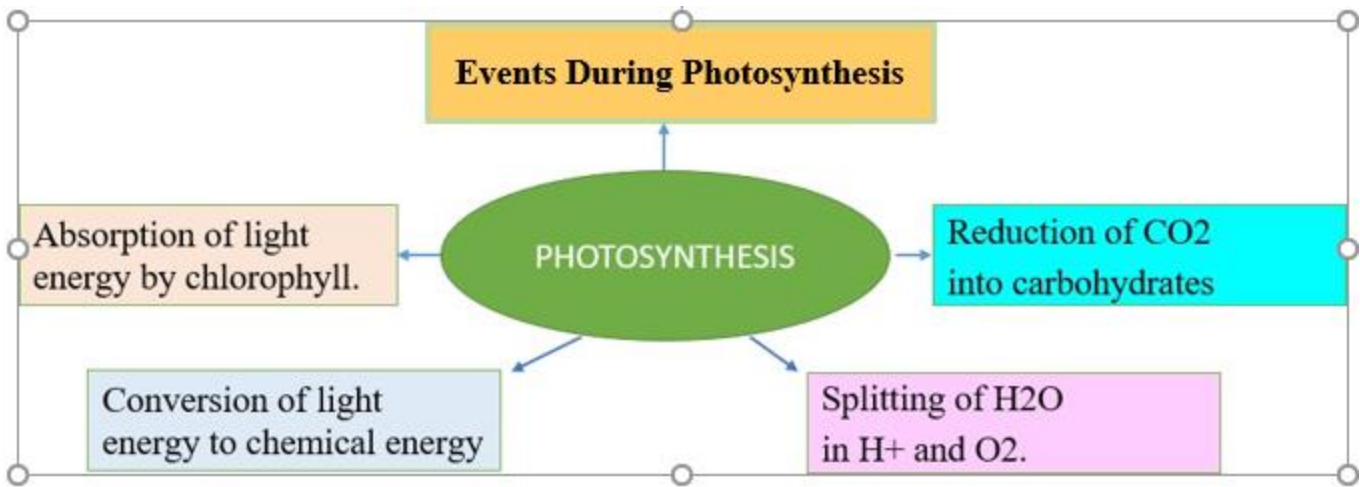 Events During Photosynthesis
Absorption of light
energy by chlorophyll.
PHOTOSYNTHESIS
Reduction of CO2
into carbohydrates
Conversion of light
energy to chemical energy
Splitting of H2O
in H+ and O2.